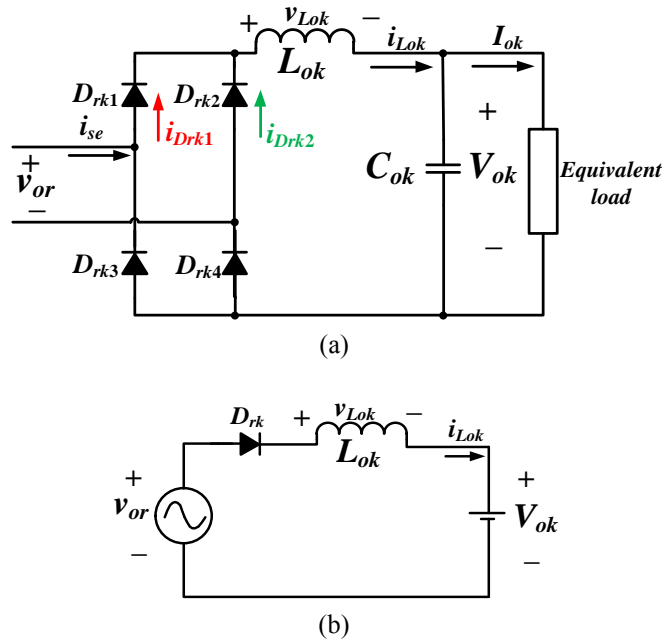 + v_Lok −
L_ok
i_Lok
I_ok
D_rk1
D_rk2
i_se
i_Drk1
i_Drk2
+
v_or
−
C_ok
+
V_ok
−
Equivalent
load
D_rk3
D_rk4
(a)
D_rk
+ v_Lok −
L_ok
i_Lok
+
v_or
−
+
V_ok
−
(b)